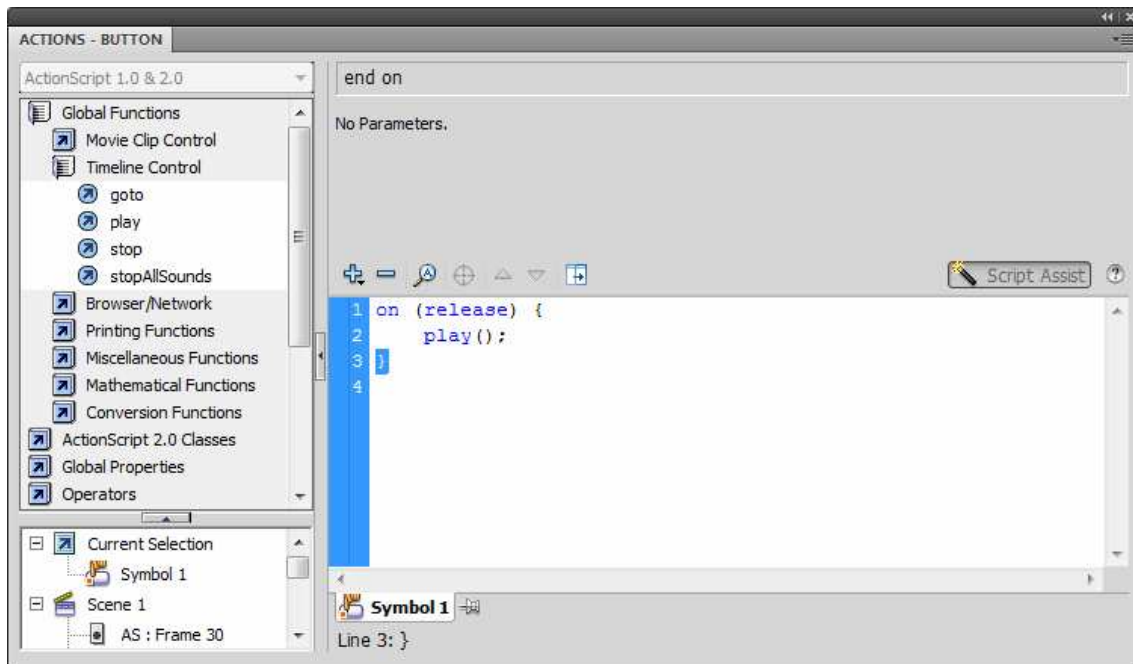 ACTIONS - BUTTON
ActionScript 1.0 & 2.0
Global Functions
Movie Clip Control
Timeline Control
goto
play
stop
stopAllSounds
Browser/Network
Printing Functions
Miscellaneous Functions
Mathematical Functions
Conversion Functions
ActionScript 2.0 Classes
Global Properties
Operators
Current Selection
Symbol 1
Scene 1
AS : Frame 30
end on
No Parameters.
Script Assist
1 on (release) {
2 play();
3 }
4
Symbol 1
Line 3: }